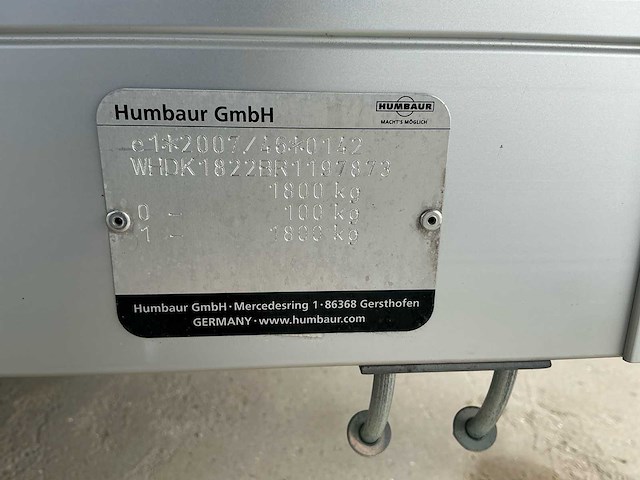 Humbaur GmbH
HUMBAUR
MACHT'S MÖGLICH
e1*2007/46*0142
WHDK1822BR1197873
1800 kg
0 - 100 kg
1 - 1800 kg
Humbaur GmbH · Mercedesring 1 · 86368 Gersthofen
GERMANY · www.humbaur.com